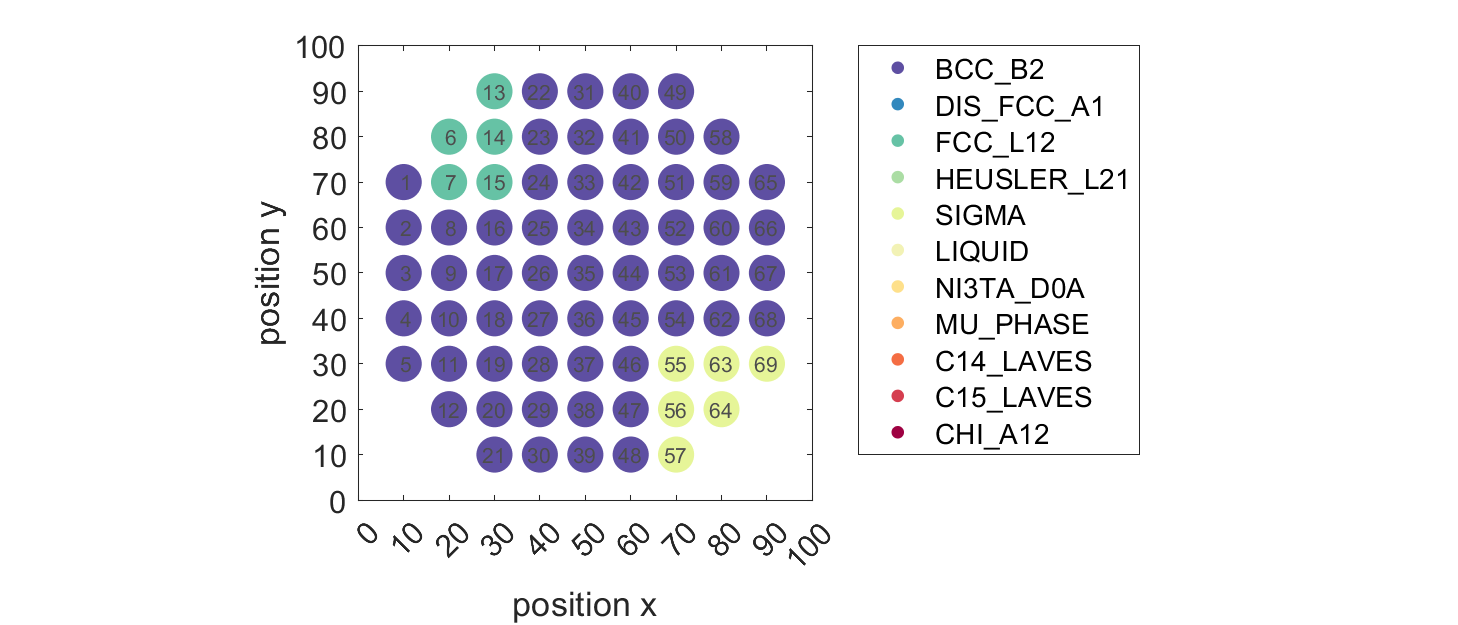 100
90
80
70
60
50
40
30
20
10
0
position y
13 22 31 40 49
6 14 23 32 41 50 58
1 7 15 24 33 42 51 59 65
2 8 16 25 34 43 52 60 66
3 9 17 26 35 44 53 61 67
4 10 18 27 36 45 54 62 68
5 11 19 28 37 46 55 63 69
12 20 29 38 47 56 64
21 30 39 48 57
0 10 20 30 40 50 60 70 80 90 100
position x
BCC_B2
DIS_FCC_A1
FCC_L12
HEUSLER_L21
SIGMA
LIQUID
NI3TA_D0A
MU_PHASE
C14_LAVES
C15_LAVES
CHI_A12